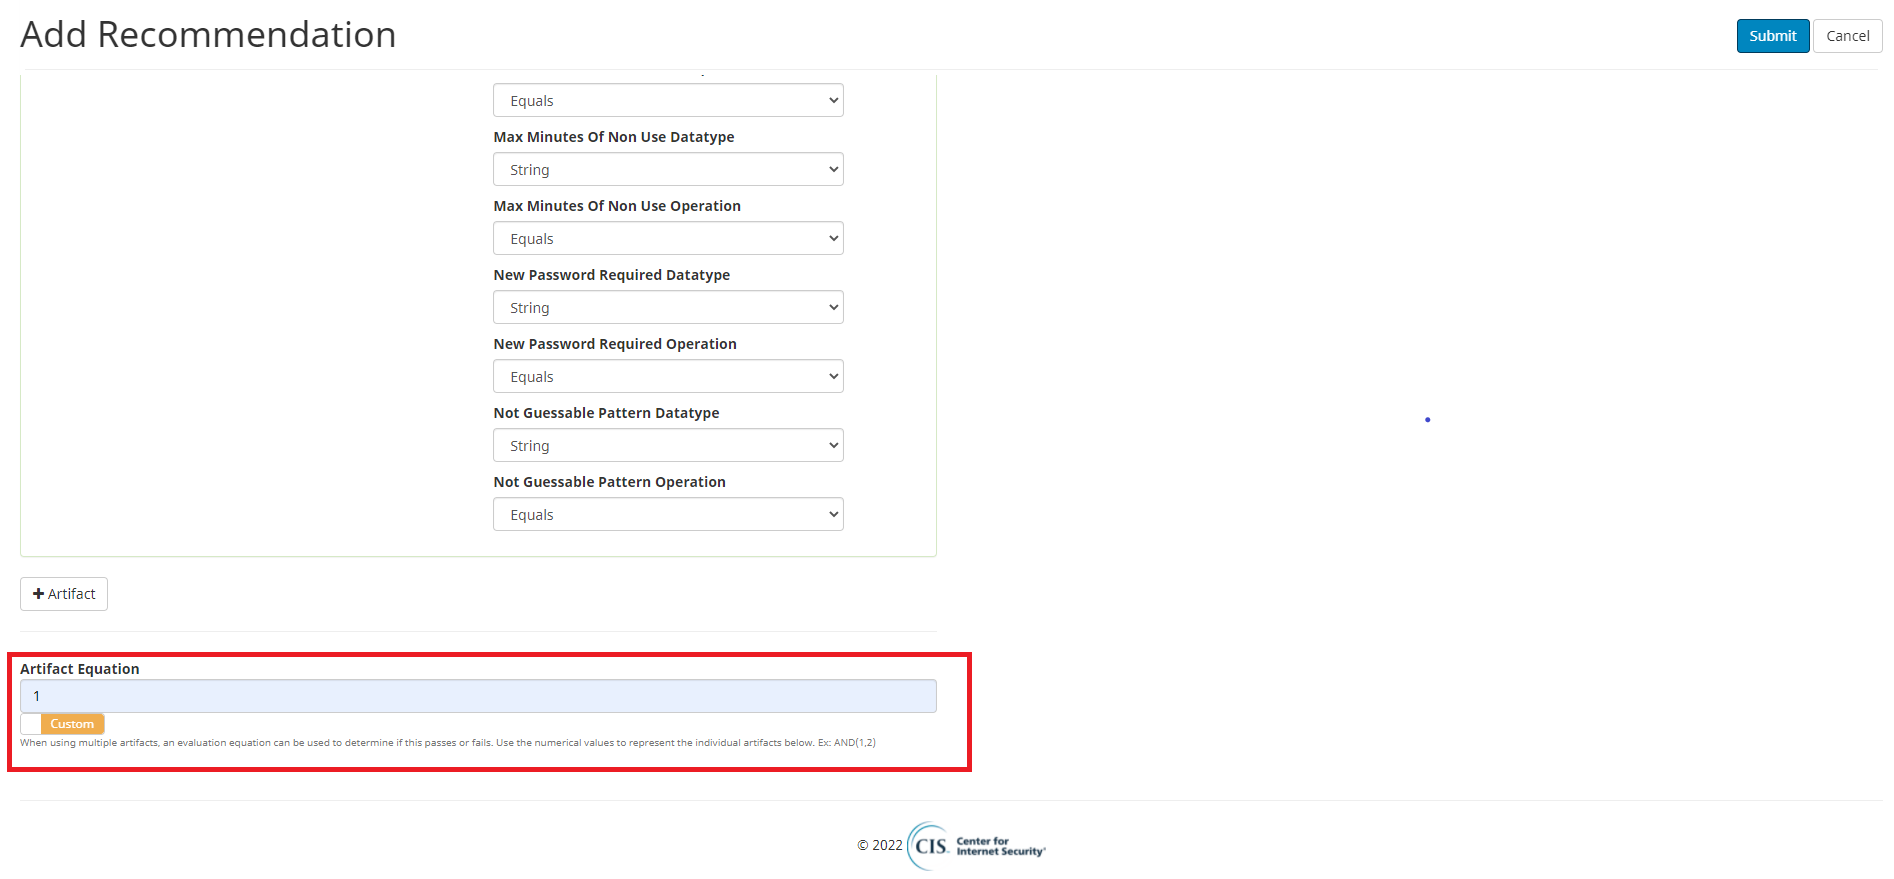 Add Recommendation
Submit
Cancel
Equals
Max Minutes Of Non Use Datatype
String
Max Minutes Of Non Use Operation
Equals
New Password Required Datatype
String
New Password Required Operation
Equals
Not Guessable Pattern Datatype
String
Not Guessable Pattern Operation
Equals
Artifact
Artifact Equation
1
Custom
When using multiple artifacts, an evaluation equation can be used to determine if this passes or fails. Use the numerical values to represent the individual artifacts below. Ex: AND(1,2)
© 2022 CIS. Center for
Internet Security®